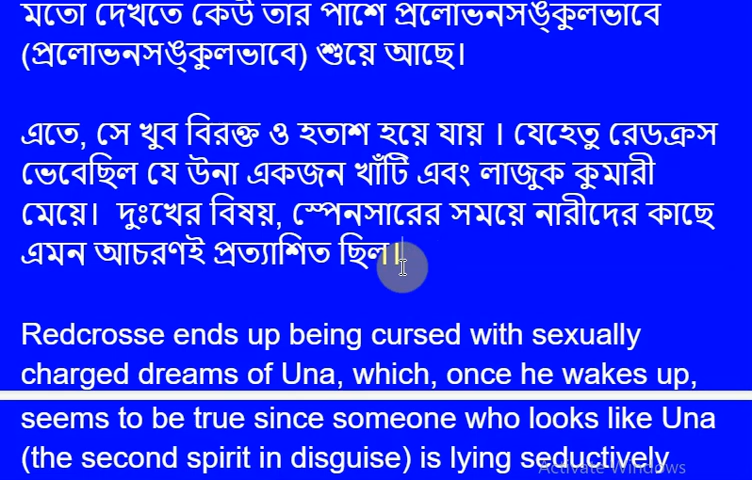 মতো দেখতে কেউ তার পাশে প্রলোভনসঙ্কুলভাবে
(প্রলোভনসঙ্কুলভাবে) শুয়ে আছে।
এতে, সে খুব বিরক্ত ও হতাশ হয়ে যায় । যেহেতু রেডক্রস
ভেবেছিল যে উনা একজন খাঁটি এবং লাজুক কুমারী
মেয়ে। দুঃখের বিষয়, স্পেনসারের সময়ে নারীদের কাছে
এমন আচরণই প্রত্যাশিত ছিল।
Redcrosse ends up being cursed with sexually
charged dreams of Una, which, once he wakes up,
seems to be true since someone who looks like Una
(the second spirit in disguise) is lying seductively
Activate Windows